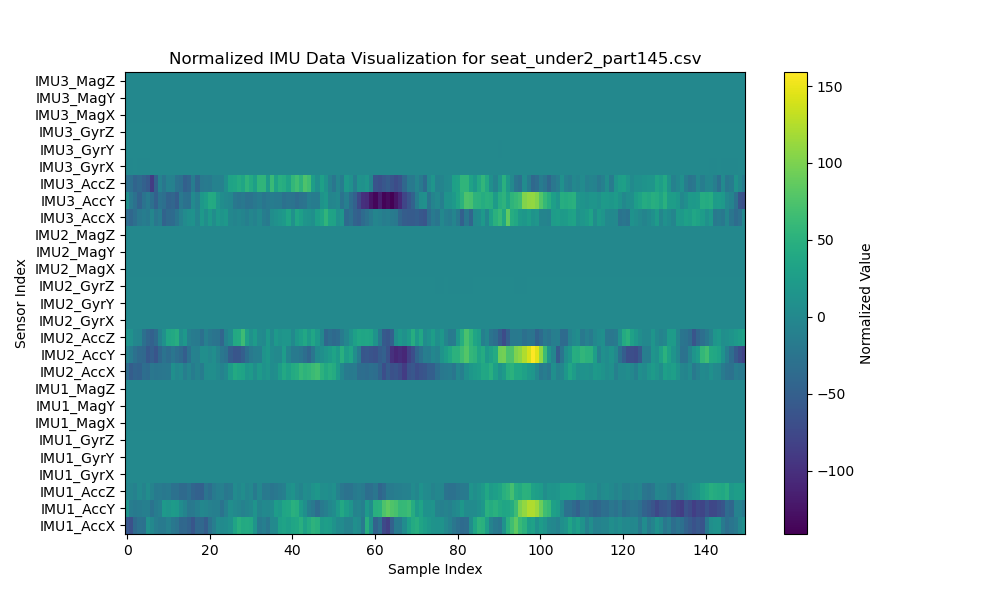 Normalized IMU Data Visualization for seat_under2_part145.csv
IMU3_MagZ
IMU3_MagY
IMU3_MagX
IMU3_GyrZ
IMU3_GyrY
IMU3_GyrX
IMU3_AccZ
IMU3_AccY
IMU3_AccX
IMU2_MagZ
IMU2_MagY
IMU2_MagX
IMU2_GyrZ
IMU2_GyrY
IMU2_GyrX
IMU2_AccZ
IMU2_AccY
IMU2_AccX
IMU1_MagZ
IMU1_MagY
IMU1_MagX
IMU1_GyrZ
IMU1_GyrY
IMU1_GyrX
IMU1_AccZ
IMU1_AccY
IMU1_AccX
Sensor Index
0 20 40 60 80 100 120 140
Sample Index
150
100
50
0
−50
−100
Normalized Value